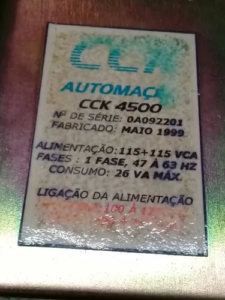 CCK
AUTOMAÇ
CCK 4500
Nº DE SÉRIE: 0A092201
FABRICADO: MAIO 1999
ALIMENTAÇÃO:115+115 VCA
FASES : 1 FASE, 47 À 63 HZ
CONSUMO: 26 VA MÁX.
LIGAÇÃO DA ALIMENTAÇÃO